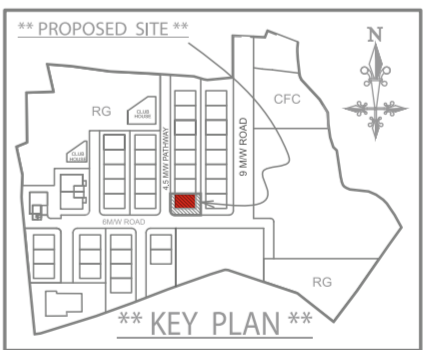 ** PROPOSED SITE **
N
CFC
RG
CLUB
HOUSE
4.5 M/W PATHWAY
9 M/W ROAD
CLUB
HOUSE
6M/W ROAD
RG
** KEY PLAN **